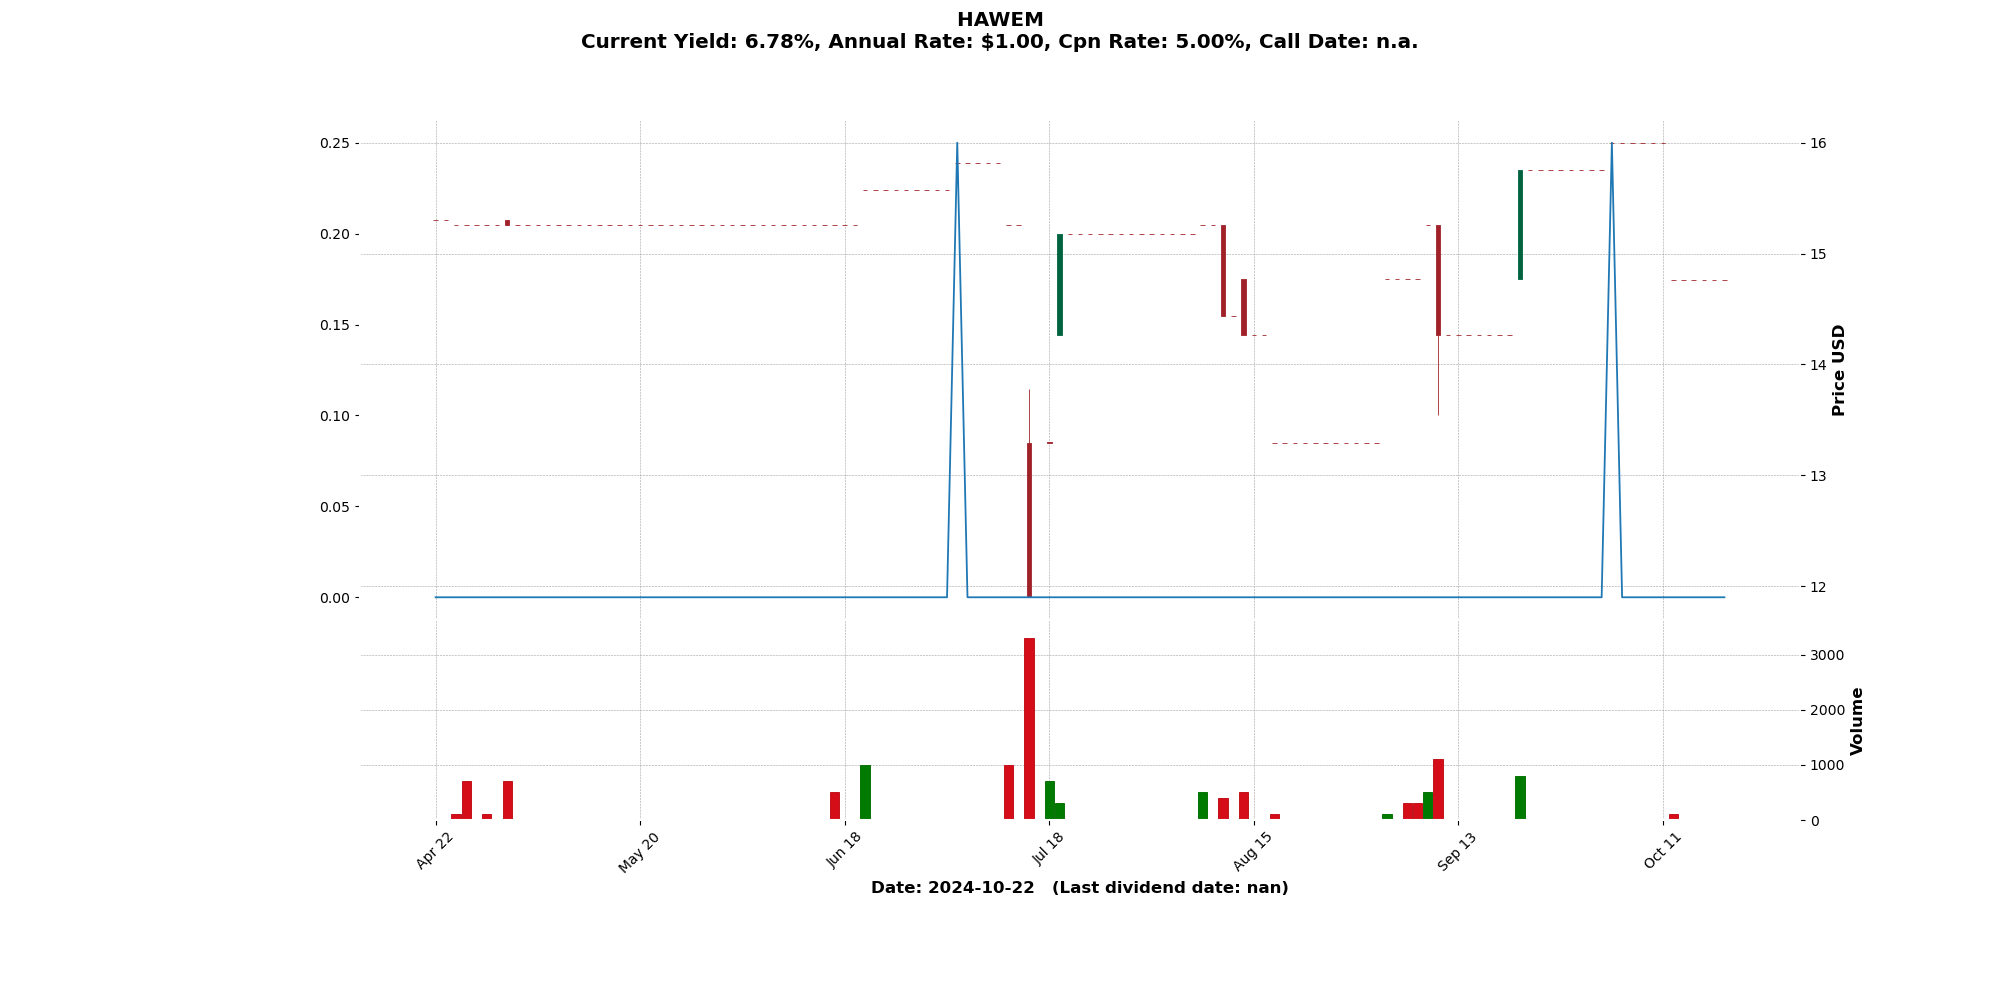 HAWEM
Current Yield: 6.78%, Annual Rate: $1.00, Cpn Rate: 5.00%, Call Date: n.a.
0.25
0.20
0.15
0.10
0.05
0.00
16
15
14
13
12
Price USD
3000
2000
1000
0
Volume
Apr 22
May 20
Jun 18
Jul 18
Aug 15
Sep 13
Oct 11
Date: 2024-10-22 (Last dividend date: nan)